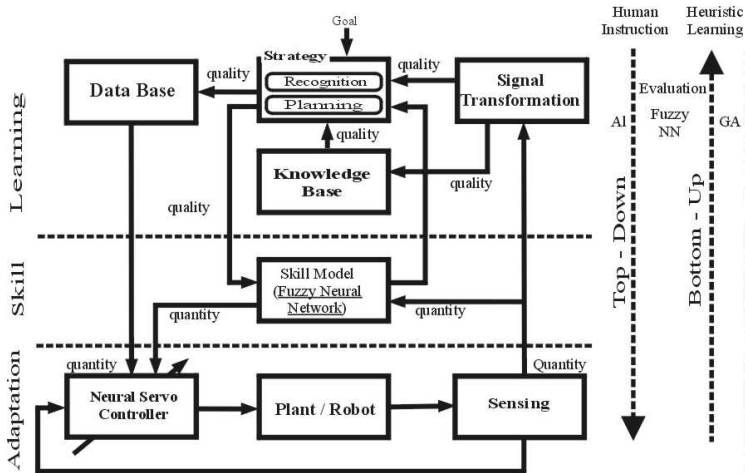 Goal
Human
Instruction
Heuristic
Learning
Strategy
Recognition
Planning
quality
quality
Data Base
Signal
Transformation
Evaluation
Fuzzy
NN
AI
GA
quality
Knowledge
Base
quality
quality
Learning
Top - Down
Bottom - Up
Skill
Skill Model
(Fuzzy Neural
Network)
quantity
quantity
Adaptation
quantity
Quantity
Neural Servo
Controller
Plant / Robot
Sensing